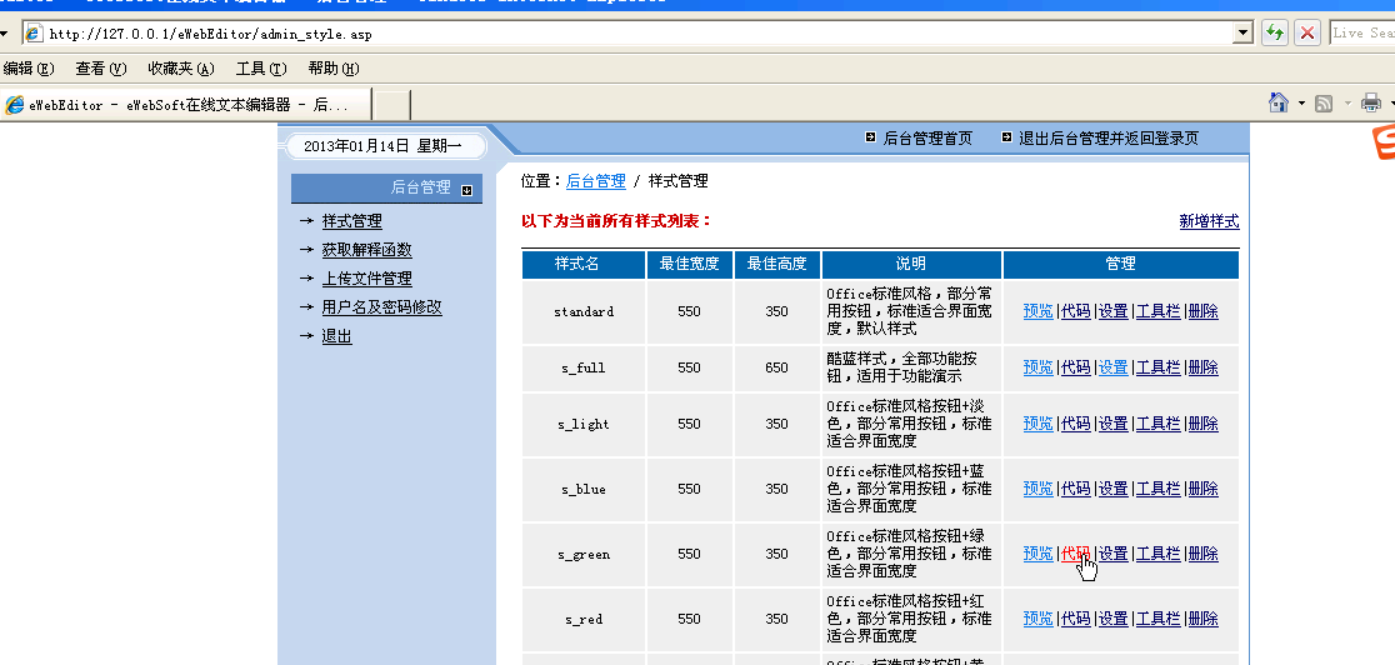 http://127.0.0.1/eWebEditor/admin_style.asp
Live Sea
编辑(E) 查看(V) 收藏夹(A) 工具(T) 帮助(H)
eWebEditor - eWebSoft在线文本编辑器 - 后...
2013年01月14日 星期一
后台管理首页 退出后台管理并返回登录页
后台管理
→ 样式管理
→ 获取解释函数
→ 上传文件管理
→ 用户名及密码修改
→ 退出
位置：后台管理 / 样式管理
以下为当前所有样式列表： 新增样式
样式名 最佳宽度 最佳高度 说明 管理
standard 550 350 Office标准风格，部分常
用按钮，标准适合界面宽
度，默认样式
预览|代码|设置|工具栏|删除
s_full 550 650 酷蓝样式，全部功能按
钮，适用于功能演示
预览|代码|设置|工具栏|删除
s_light 550 350 Office标准风格按钮+淡
色，部分常用按钮，标准
适合界面宽度
预览|代码|设置|工具栏|删除
s_blue 550 350 Office标准风格按钮+蓝
色，部分常用按钮，标准
适合界面宽度
预览|代码|设置|工具栏|删除
s_green 550 350 Office标准风格按钮+绿
色，部分常用按钮，标准
适合界面宽度
预览|代码|设置|工具栏|删除
s_red 550 350 Office标准风格按钮+红
色，部分常用按钮，标准
适合界面宽度
预览|代码|设置|工具栏|删除